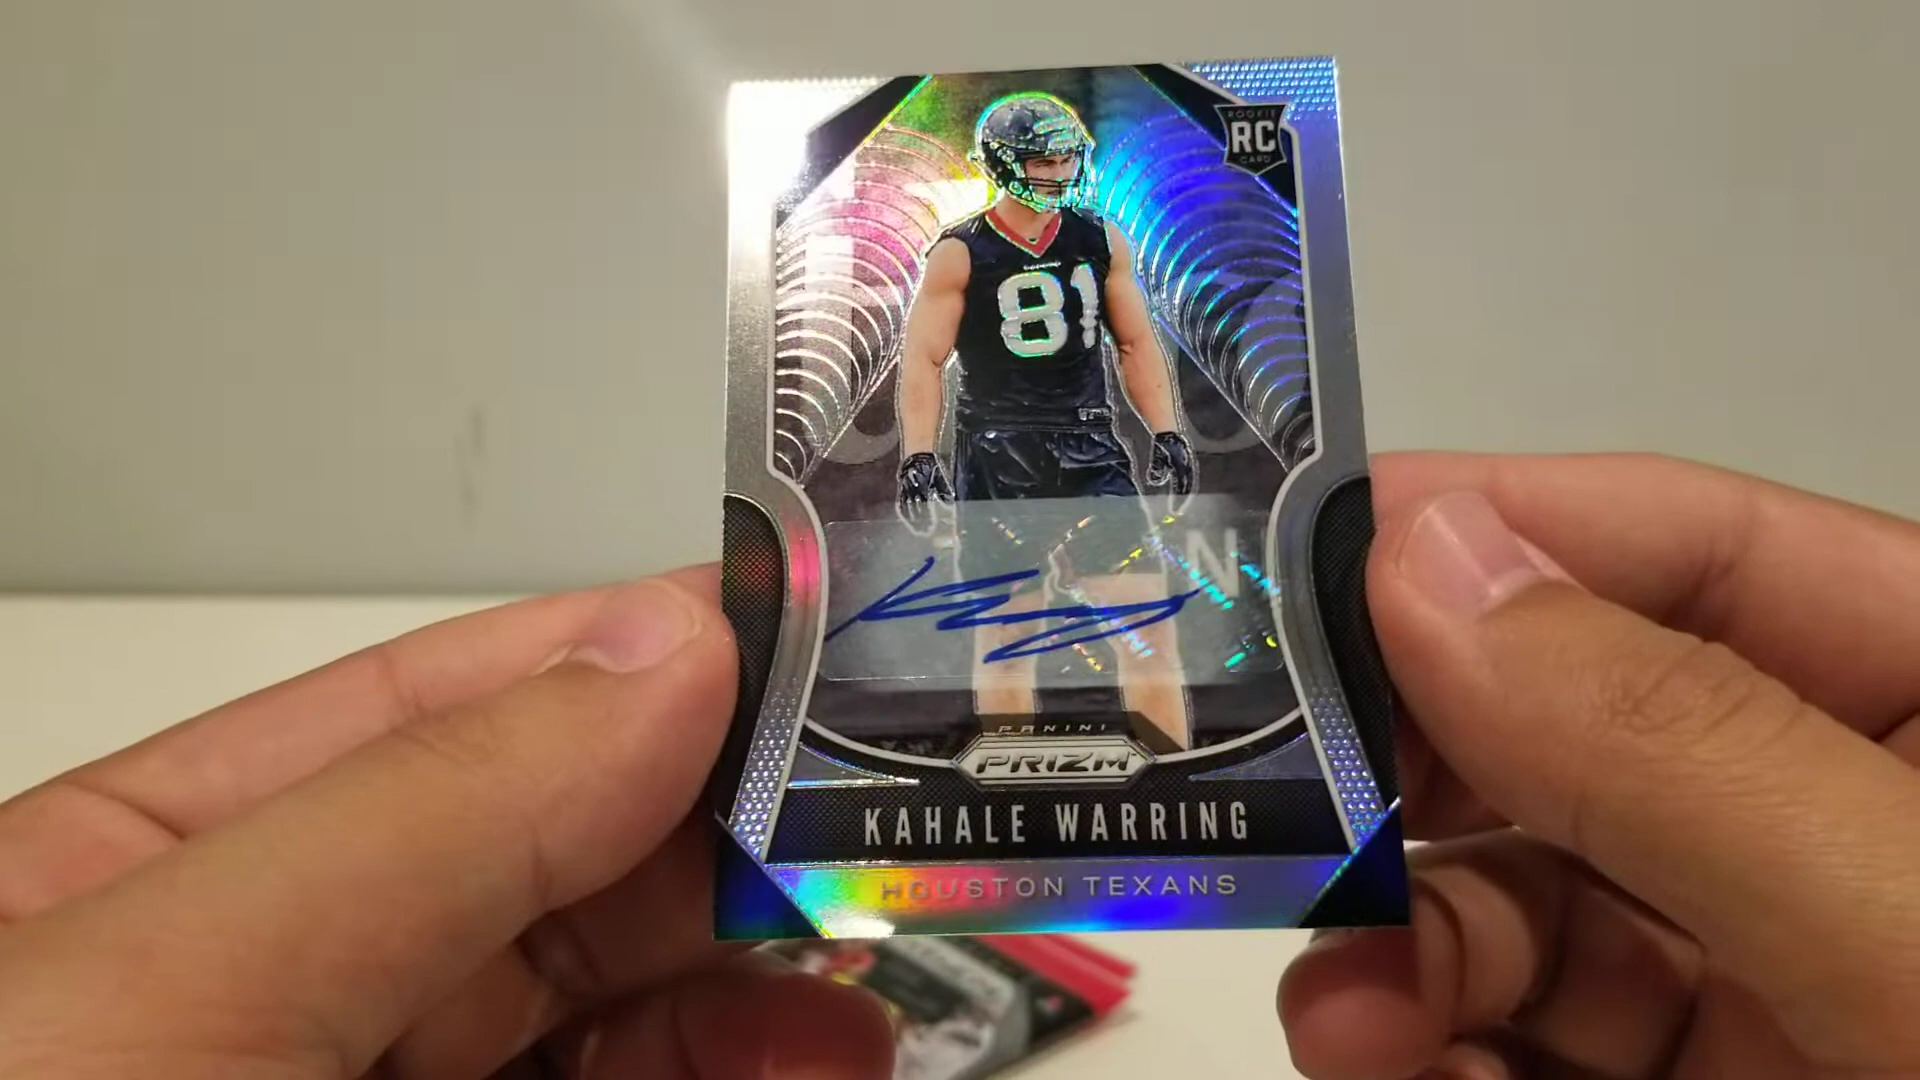 ROOKIE
RC
CARD
81
N
PANINI
PRIZM
KAHALE WARRING
HOUSTON TEXANS